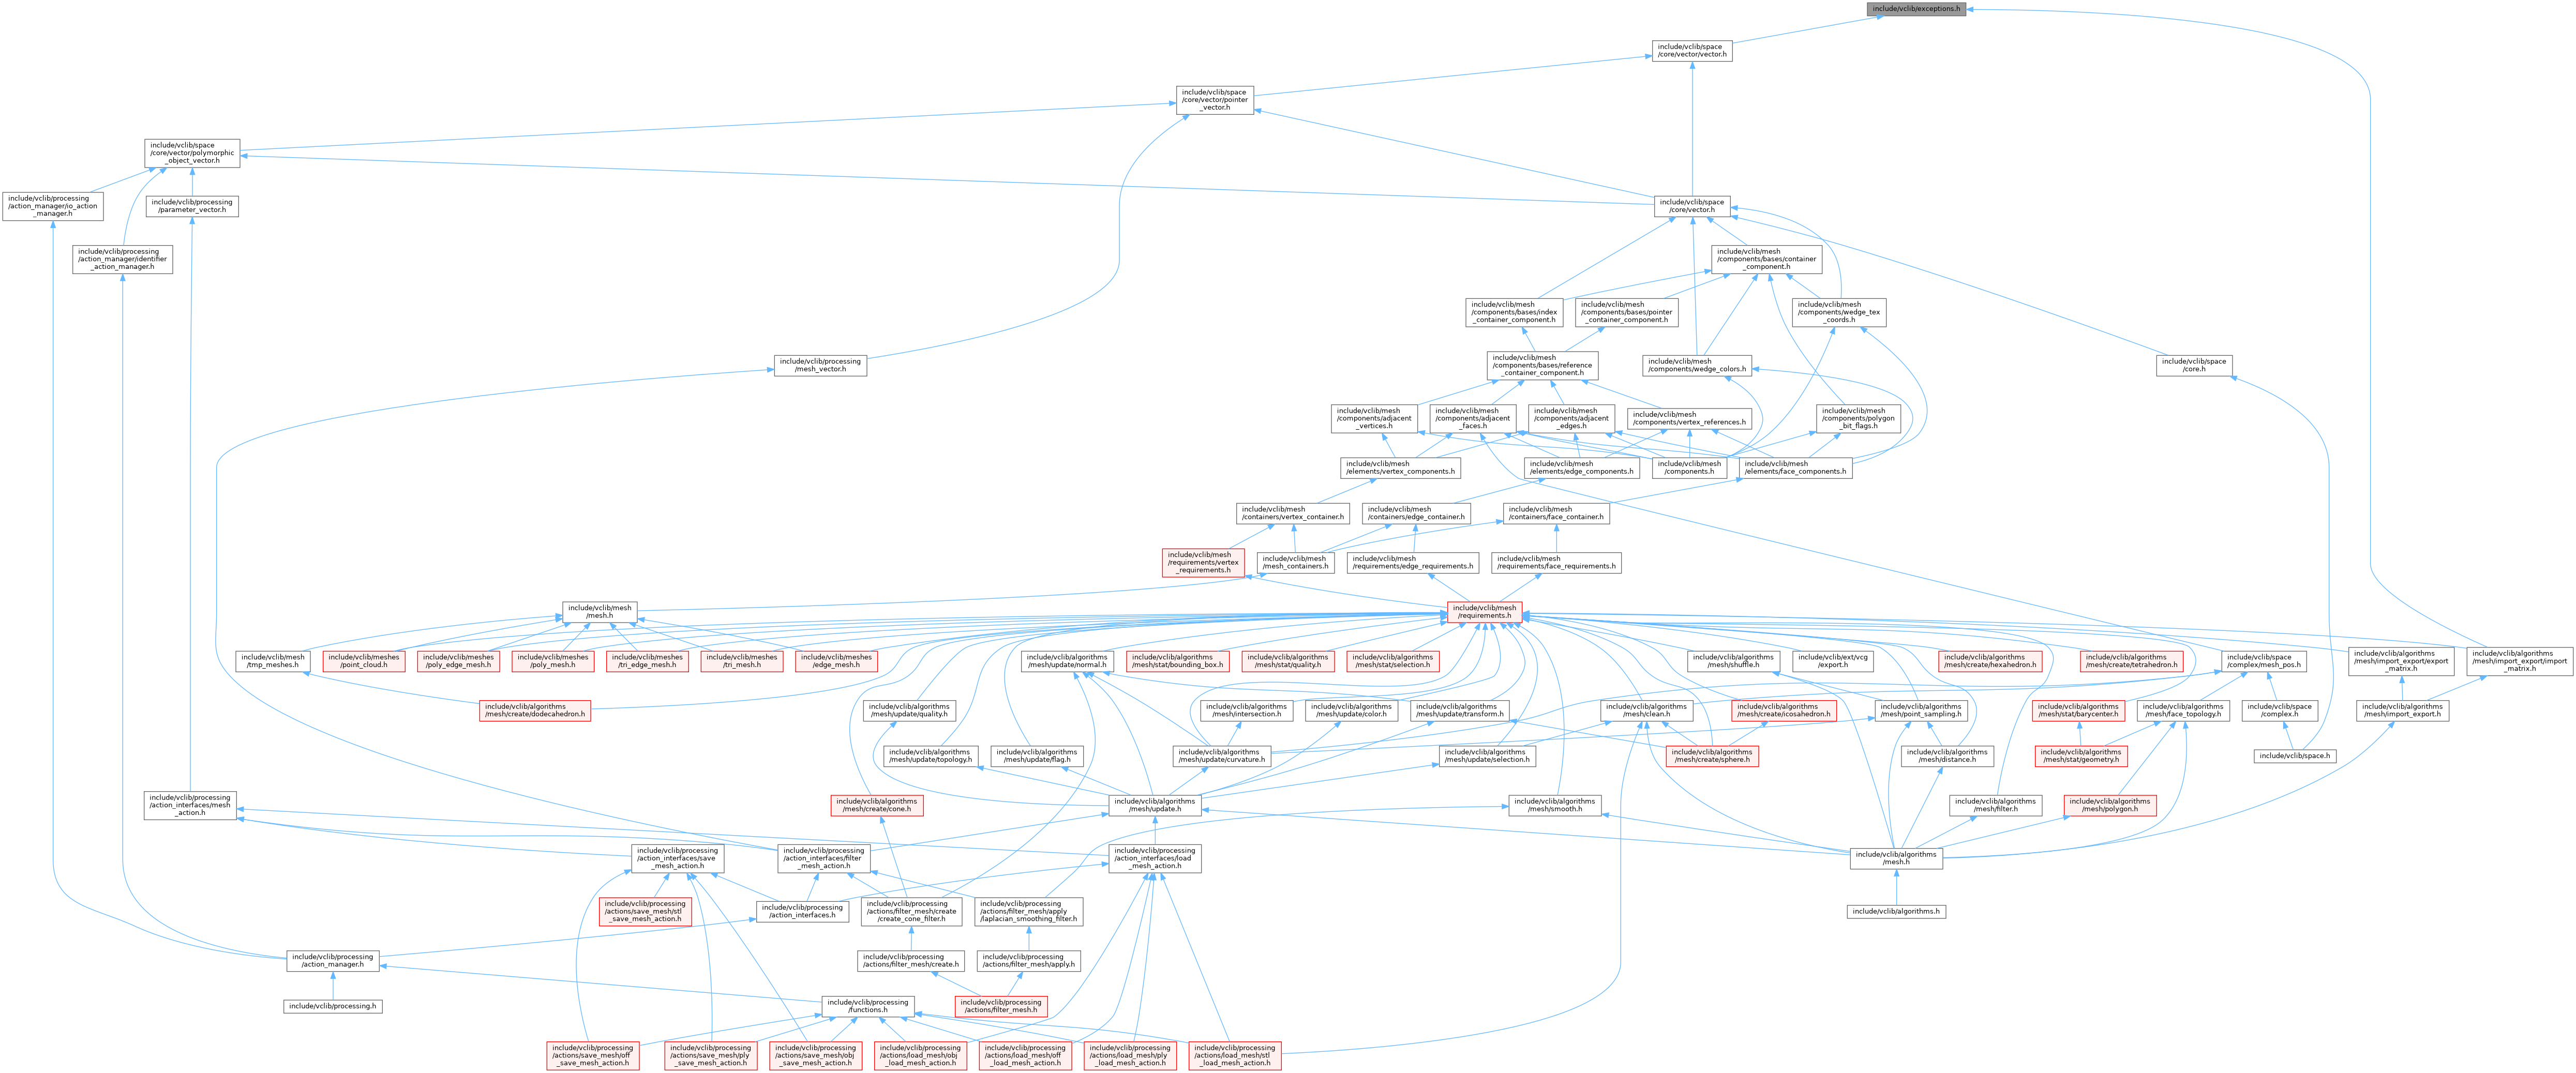 include/vclib/exceptions.h
include/vclib/space
/core/vector/vector.h
include/vclib/space
/core/vector/pointer
_vector.h
include/vclib/space
/core/vector/polymorphic
_object_vector.h
include/vclib/processing
/action_manager/io_action
_manager.h
include/vclib/processing
/parameter_vector.h
include/vclib/space
/core/vector.h
include/vclib/processing
/action_manager/identifier
_action_manager.h
include/vclib/mesh
/components/bases/container
_component.h
include/vclib/mesh
/components/bases/index
_container_component.h
include/vclib/mesh
/components/bases/pointer
_container_component.h
include/vclib/mesh
/components/wedge_tex
_coords.h
include/vclib/processing
/mesh_vector.h
include/vclib/mesh
/components/bases/reference
_container_component.h
include/vclib/mesh
/components/wedge_colors.h
include/vclib/space
/core.h
include/vclib/mesh
/components/adjacent
_vertices.h
include/vclib/mesh
/components/adjacent
_faces.h
include/vclib/mesh
/components/adjacent
_edges.h
include/vclib/mesh
/components/vertex_references.h
include/vclib/mesh
/components/polygon
_bit_flags.h
include/vclib/mesh
/elements/vertex_components.h
include/vclib/mesh
/elements/edge_components.h
include/vclib/mesh
/components.h
include/vclib/mesh
/elements/face_components.h
include/vclib/mesh
/containers/vertex_container.h
include/vclib/mesh
/containers/edge_container.h
include/vclib/mesh
/containers/face_container.h
include/vclib/mesh
/requirements/vertex
_requirements.h
include/vclib/mesh
/mesh_containers.h
include/vclib/mesh
/requirements/edge_requirements.h
include/vclib/mesh
/requirements/face_requirements.h
include/vclib/mesh
/mesh.h
include/vclib/mesh
/requirements.h
include/vclib/mesh
/tmp_meshes.h
include/vclib/meshes
/point_cloud.h
include/vclib/meshes
/poly_edge_mesh.h
include/vclib/meshes
/poly_mesh.h
include/vclib/meshes
/tri_edge_mesh.h
include/vclib/meshes
/tri_mesh.h
include/vclib/meshes
/edge_mesh.h
include/vclib/algorithms
/mesh/update/normal.h
include/vclib/algorithms
/mesh/stat/bounding_box.h
include/vclib/algorithms
/mesh/stat/quality.h
include/vclib/algorithms
/mesh/stat/selection.h
include/vclib/algorithms
/mesh/shuffle.h
include/vclib/ext/vcg
/export.h
include/vclib/algorithms
/mesh/create/hexahedron.h
include/vclib/algorithms
/mesh/create/tetrahedron.h
include/vclib/space
/complex/mesh_pos.h
include/vclib/algorithms
/mesh/import_export/export
_matrix.h
include/vclib/algorithms
/mesh/import_export/import
_matrix.h
include/vclib/algorithms
/mesh/create/dodecahedron.h
include/vclib/algorithms
/mesh/update/quality.h
include/vclib/algorithms
/mesh/intersection.h
include/vclib/algorithms
/mesh/update/color.h
include/vclib/algorithms
/mesh/update/transform.h
include/vclib/algorithms
/mesh/clean.h
include/vclib/algorithms
/mesh/create/icosahedron.h
include/vclib/algorithms
/mesh/point_sampling.h
include/vclib/algorithms
/mesh/stat/barycenter.h
include/vclib/algorithms
/mesh/face_topology.h
include/vclib/space
/complex.h
include/vclib/algorithms
/mesh/import_export.h
include/vclib/algorithms
/mesh/update/topology.h
include/vclib/algorithms
/mesh/update/flag.h
include/vclib/algorithms
/mesh/update/curvature.h
include/vclib/algorithms
/mesh/update/selection.h
include/vclib/algorithms
/mesh/create/sphere.h
include/vclib/algorithms
/mesh/distance.h
include/vclib/algorithms
/mesh/stat/geometry.h
include/vclib/space.h
include/vclib/processing
/action_interfaces/mesh
_action.h
include/vclib/algorithms
/mesh/create/cone.h
include/vclib/algorithms
/mesh/update.h
include/vclib/algorithms
/mesh/smooth.h
include/vclib/algorithms
/mesh/filter.h
include/vclib/algorithms
/mesh/polygon.h
include/vclib/processing
/action_interfaces/save
_mesh_action.h
include/vclib/processing
/action_interfaces/filter
_mesh_action.h
include/vclib/processing
/action_interfaces/load
_mesh_action.h
include/vclib/algorithms
/mesh.h
include/vclib/processing
/actions/save_mesh/stl
_save_mesh_action.h
include/vclib/processing
/action_interfaces.h
include/vclib/processing
/actions/filter_mesh/create
/create_cone_filter.h
include/vclib/processing
/actions/filter_mesh/apply
/laplacian_smoothing_filter.h
include/vclib/algorithms.h
include/vclib/processing
/action_manager.h
include/vclib/processing
/actions/filter_mesh/create.h
include/vclib/processing
/actions/filter_mesh/apply.h
include/vclib/processing.h
include/vclib/processing
/functions.h
include/vclib/processing
/actions/filter_mesh.h
include/vclib/processing
/actions/save_mesh/off
_save_mesh_action.h
include/vclib/processing
/actions/save_mesh/ply
_save_mesh_action.h
include/vclib/processing
/actions/save_mesh/obj
_save_mesh_action.h
include/vclib/processing
/actions/load_mesh/obj
_load_mesh_action.h
include/vclib/processing
/actions/load_mesh/off
_load_mesh_action.h
include/vclib/processing
/actions/load_mesh/ply
_load_mesh_action.h
include/vclib/processing
/actions/load_mesh/stl
_load_mesh_action.h